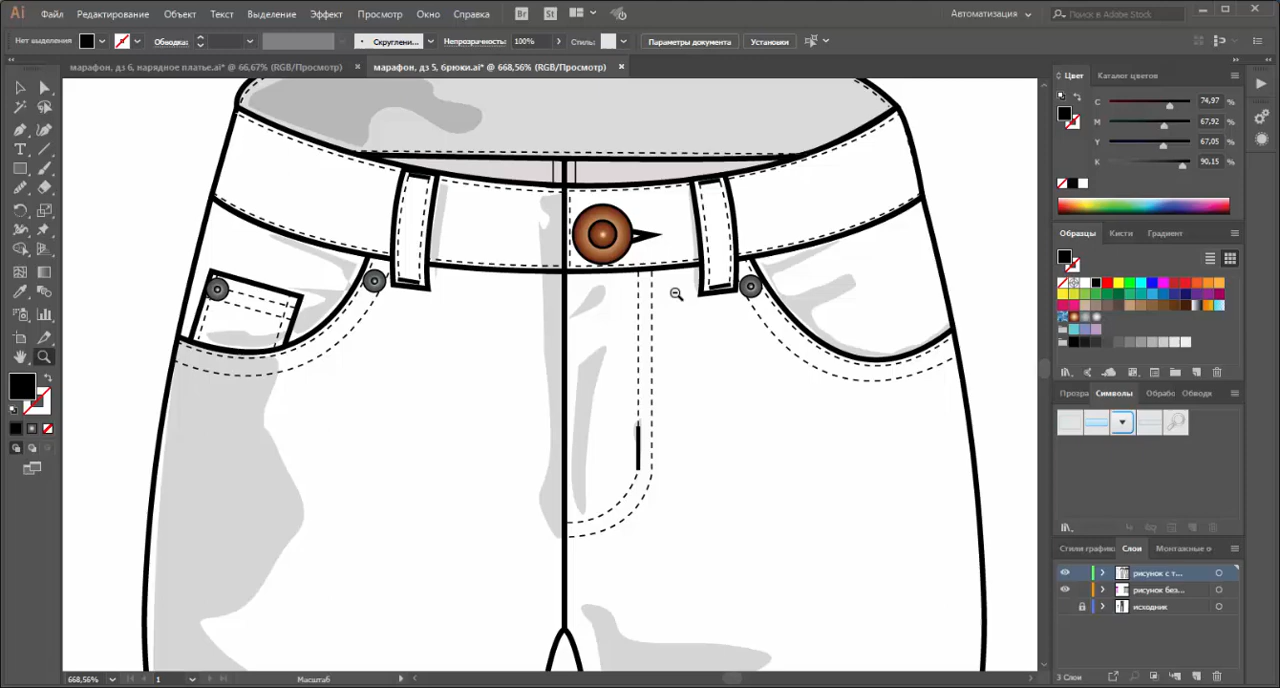 Ai Файл Редактирование Объект Текст Выделение Эффект Просмотр Окно Справка Br St Автоматизация Поиск в Adobe Stock
Нет выделения Обводка: Скруглени... Непрозрачность: 100% Стиль: Параметры документа Установки
марафон, дз 6, нарядное платье.ai* @ 66,67% (RGB/Просмотр) × марафон, дз 5, брюки.ai* @ 668,56% (RGB/Просмотр) ×
Цвет Каталог цветов
C 74,97 %
M 67,92 %
Y 67,05 %
K 90,15 %
Образцы Кисти Градиент
Прозра Символы Обрабо Обводк
Стили график Слои Монтажные о
рисунок с т...
рисунок без...
исходник
3 Слои
668,56% 1 Масштаб